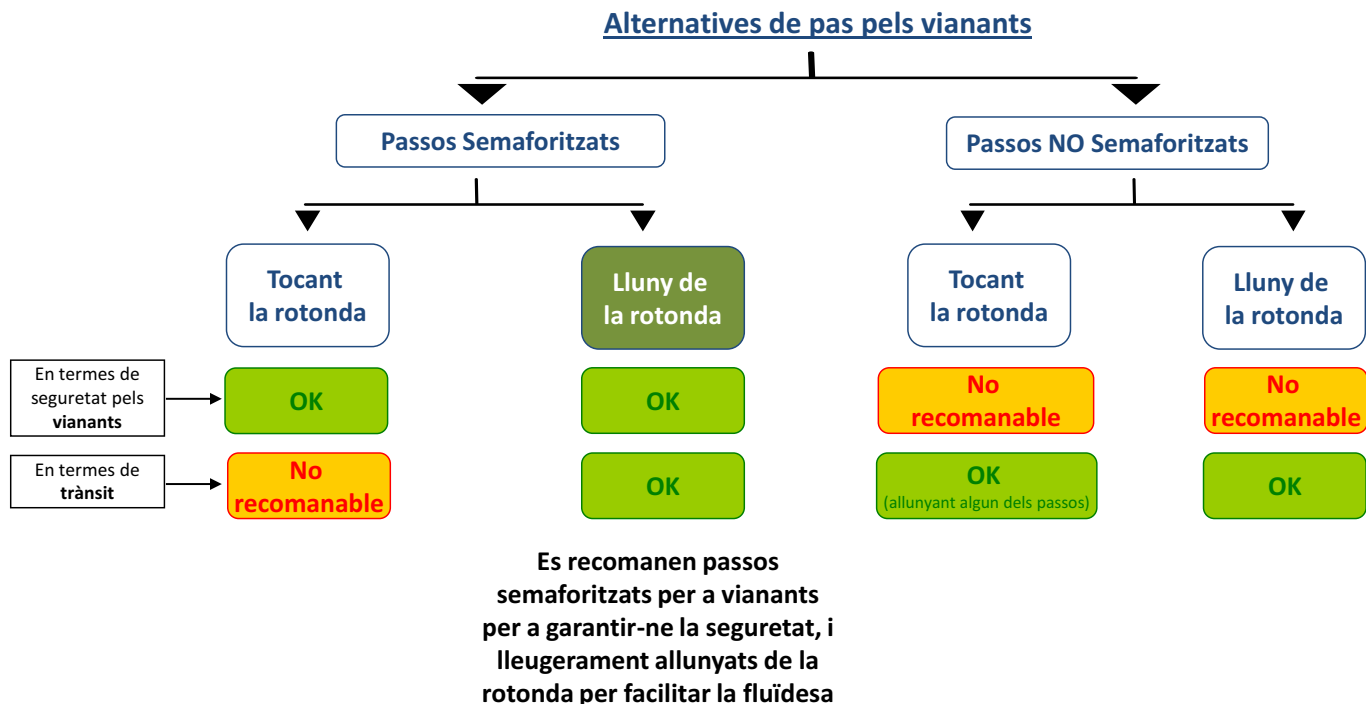 Alternatives de pas pels vianants
Passos Semaforitzats
Passos NO Semaforitzats
Tocant
la rotonda
Lluny de
la rotonda
Tocant
la rotonda
Lluny de
la rotonda
En termes de
seguretat pels
vianants
OK
OK
No
recomanable
No
recomanable
En termes de
trànsit
No
recomanable
OK
OK
(allunyant algun dels passos)
OK
Es recomanen passos
semaforitzats per a vianants
per a garantir-ne la seguretat, i
lleugerament allunyats de la
rotonda per facilitar la fluïdesa